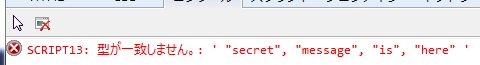 SCRIPT13: 型が一致しません。: ' "secret", "message", "is", "here" '